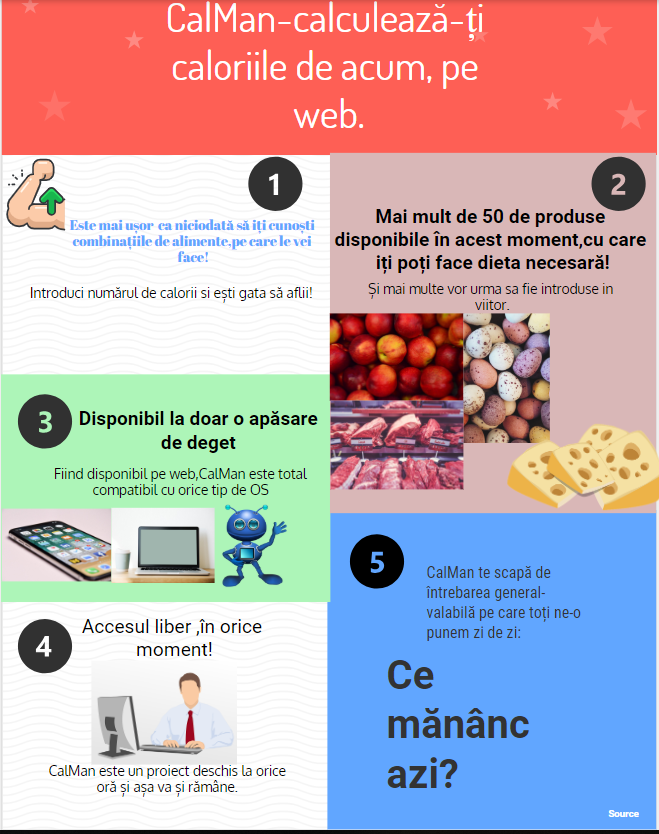 CalMan-calculează-ți
caloriile de acum, pe
web.
1
Este mai ușor ca niciodată să iți cunoști
combinațiile de alimente,pe care le vei
face!
Introduci numărul de calorii si ești gata să aflii!
2
Mai mult de 50 de produse
disponibile în acest moment,cu care
iți poți face dieta necesară!
Și mai multe vor urma sa fie introduse in
viitor.
3
Disponibil la doar o apăsare
de deget
Fiind disponibil pe web,CalMan este total
compatibil cu orice tip de OS
4
Accesul liber ,în orice
moment!
CalMan este un proiect deschis la orice
oră și așa va și rămâne.
5
CalMan te scapă de
întrebarea general-
valabilă pe care toți ne-o
punem zi de zi:
Ce
mănânc
azi?
Source